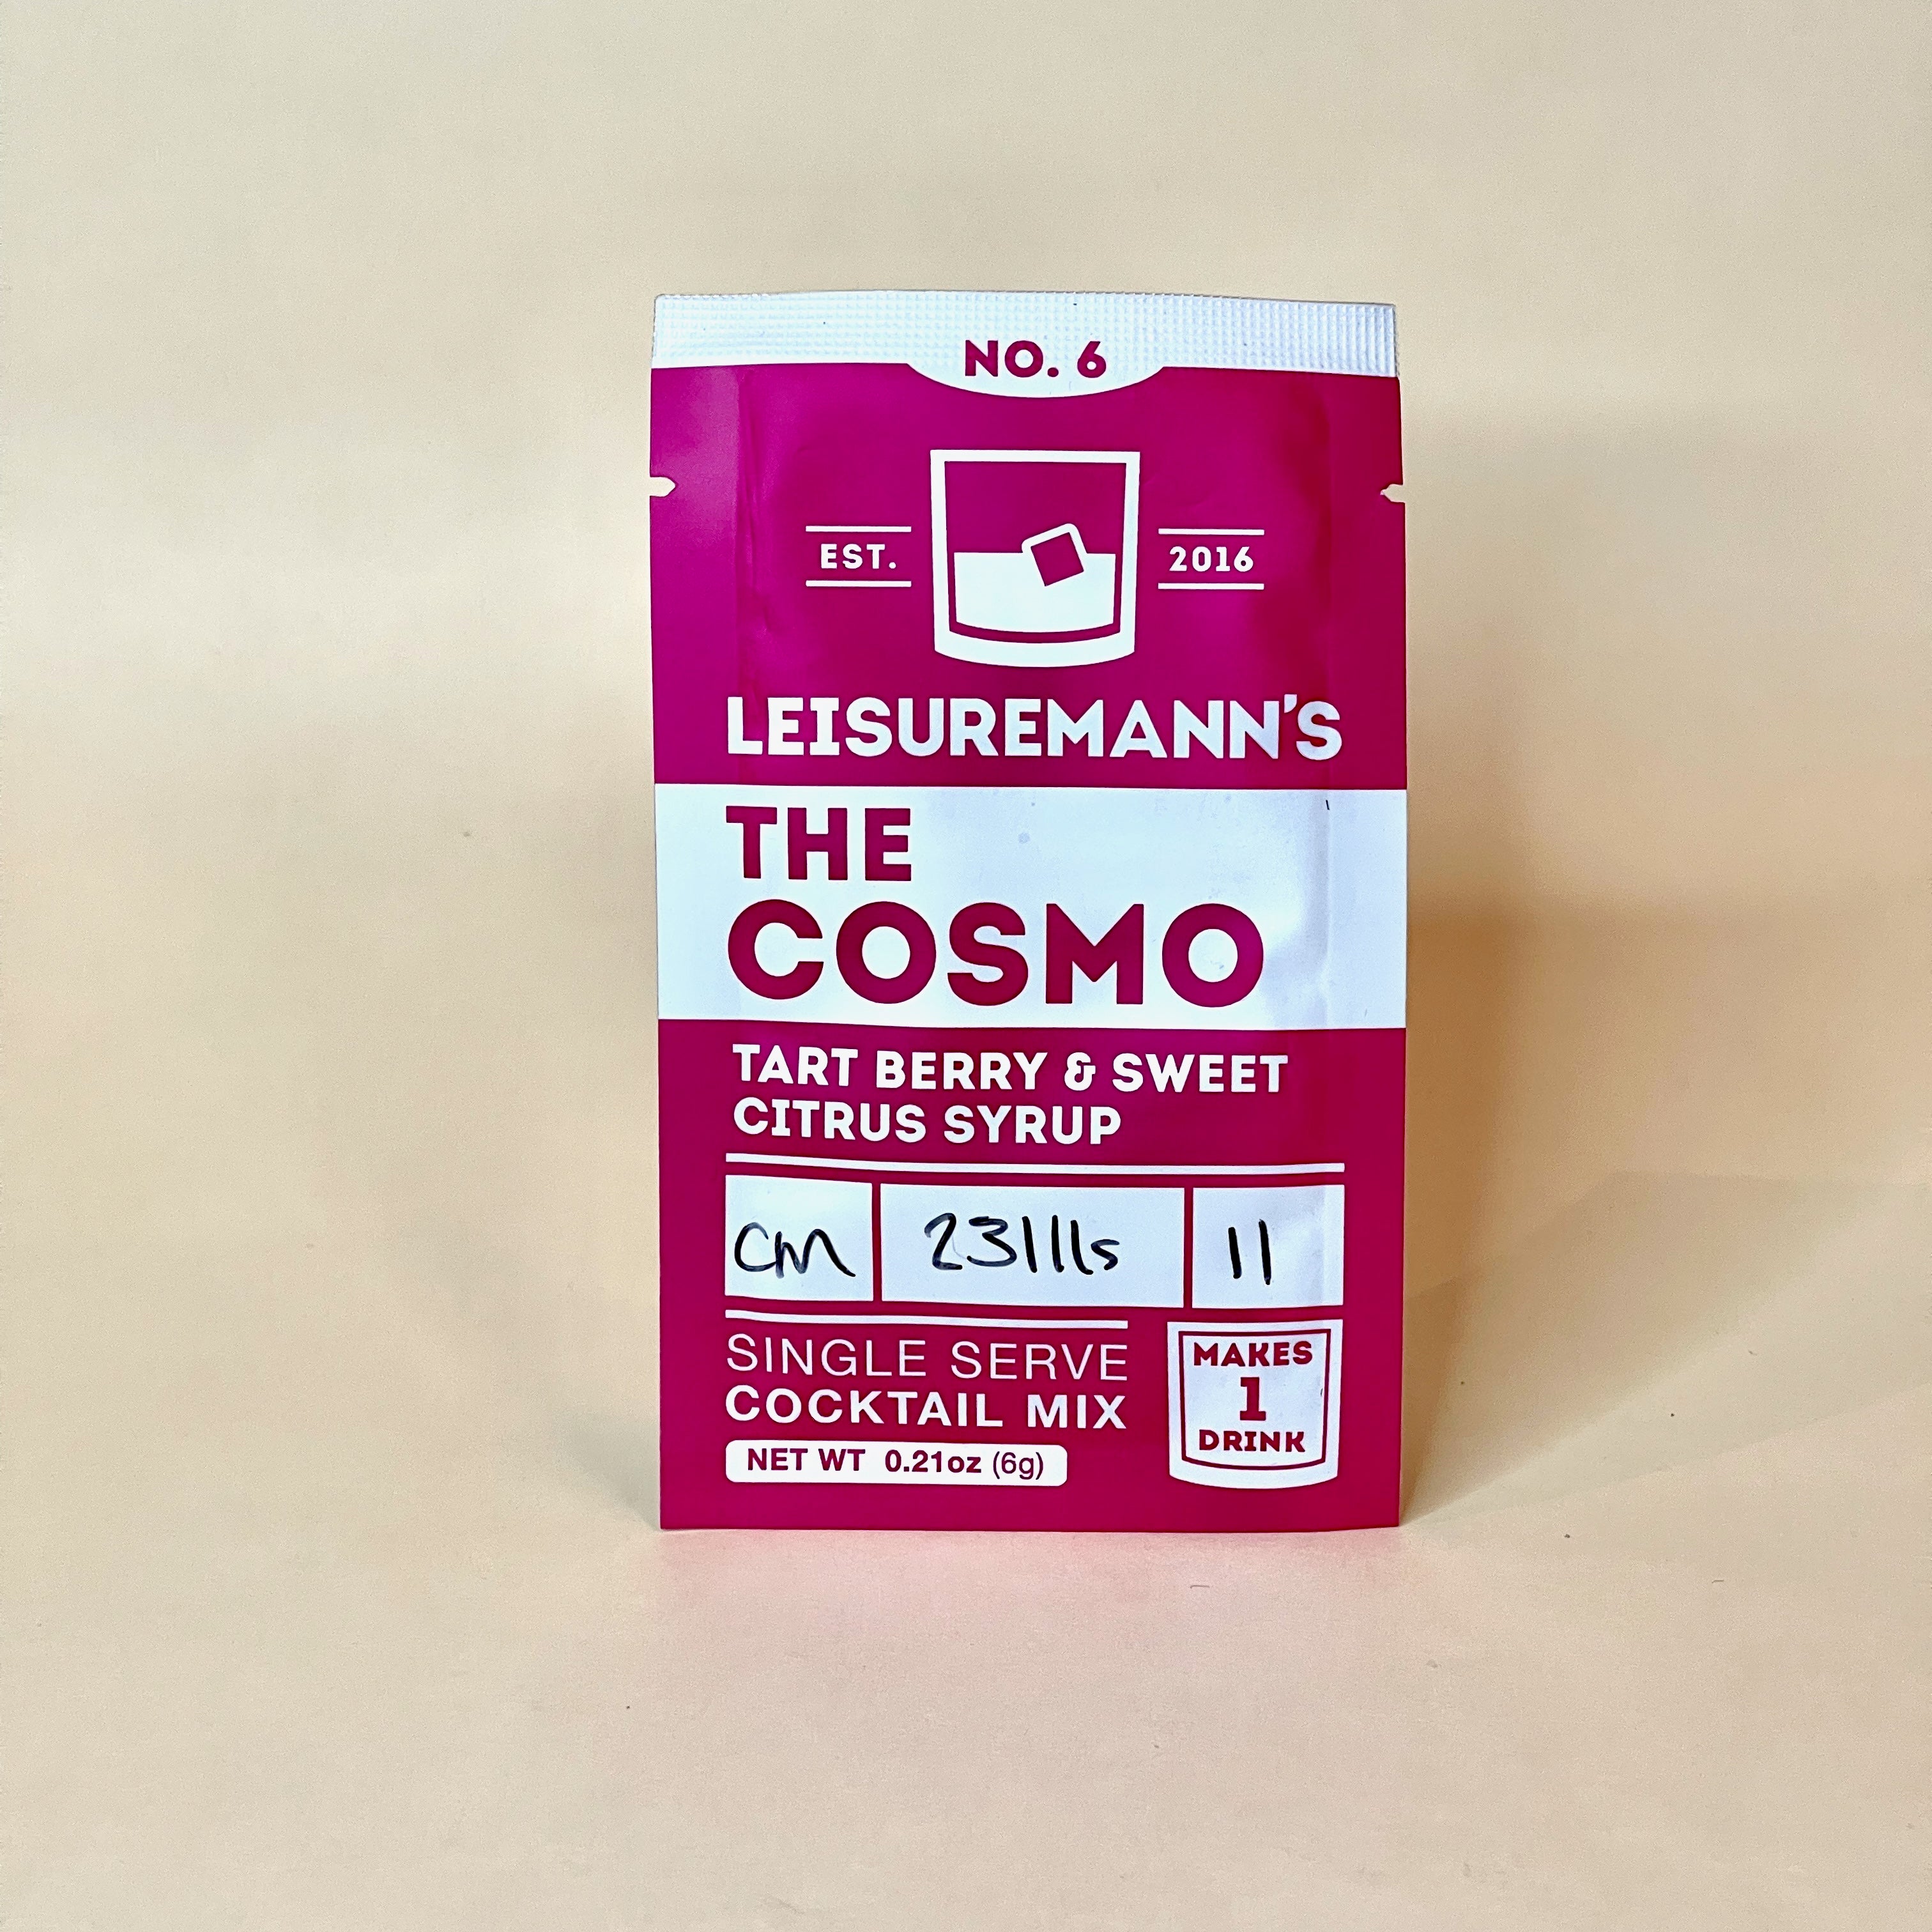 NO. 6
EST. 2016
LEISUREMANN'S
THE
COSMO
TART BERRY & SWEET
CITRUS SYRUP
CM 23111s 11
SINGLE SERVE
COCKTAIL MIX
NET WT 0.21oz (6g)
MAKES
1
DRINK